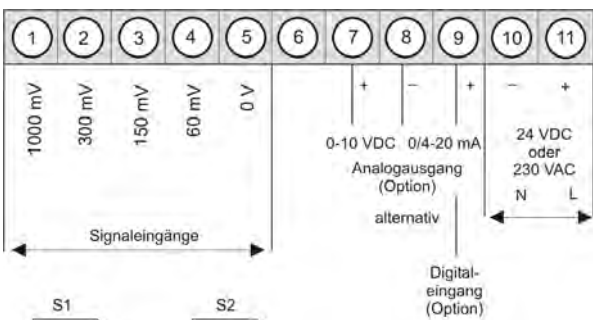 1 2 3 4 5 6 7 8 9 10 11
1000 mV 300 mV 150 mV 60 mV 0 V
+ − + − +
0-10 VDC 0/4-20 mA
Analogausgang
(Option)
alternativ
24 VDC
oder
230 VAC
N L
Signaleingänge
Digital-
eingang
(Option)
S1 S2